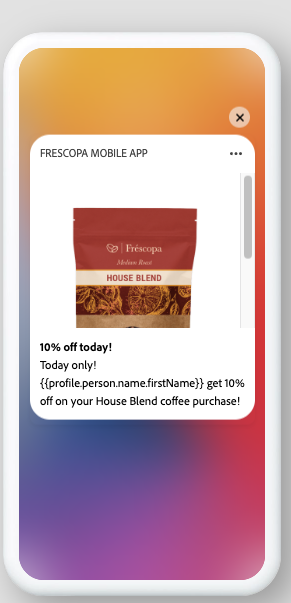 FRESCOPA MOBILE APP
Fréscopa
Medium Roast
HOUSE BLEND
10% off today!
Today only!
{{profile.person.name.firstName}} get 10%
off on your House Blend coffee purchase!